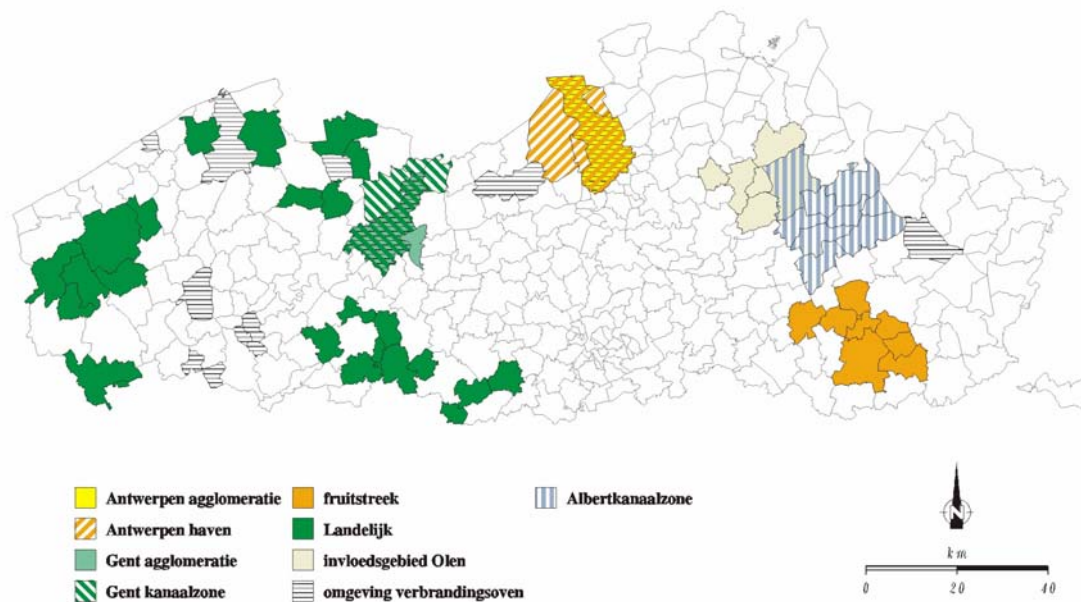 Antwerpen agglomeratie
Antwerpen haven
Gent agglomeratie
Gent kanaalzone
fruitstreek
Landelijk
invloedsgebied Olen
omgeving verbrandingsoven
Albertkanaalzone
N
km
0 20 40